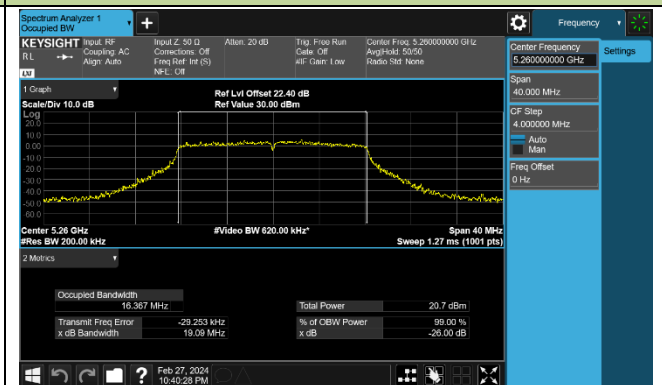 Spectrum Analyzer 1
Occupied BW
+
Frequency
KEYSIGHT
RL
LXI
Input: RF
Coupling: AC
Align: Auto
Input Z: 50 Ω
Corrections: Off
Freq Ref: Int (S)
NFE: Off
Atten: 20 dB
Trig: Free Run
Gate: Off
#IF Gain: Low
Center Freq: 5.260000000 GHz
Avg|Hold: 50/50
Radio Std: None
Center Frequency
5.260000000 GHz
Settings
Span
40.000 MHz
CF Step
4.000000 MHz
Auto
Man
Freq Offset
0 Hz
1 Graph
Scale/Div 10.0 dB
Ref Lvl Offset 22.40 dB
Ref Value 30.00 dBm
Log
20.0
10.0
0.00
-10.0
-20.0
-30.0
-40.0
-50.0
-60.0
Center 5.26 GHz
#Res BW 200.00 kHz
#Video BW 620.00 kHz*
Span 40 MHz
Sweep 1.27 ms (1001 pts)
2 Metrics
Occupied Bandwidth
16.367 MHz
Total Power 20.7 dBm
Transmit Freq Error -29.253 kHz
% of OBW Power 99.00 %
x dB Bandwidth 19.09 MHz
x dB -26.00 dB
?
Feb 27, 2024
10:40:28 PM